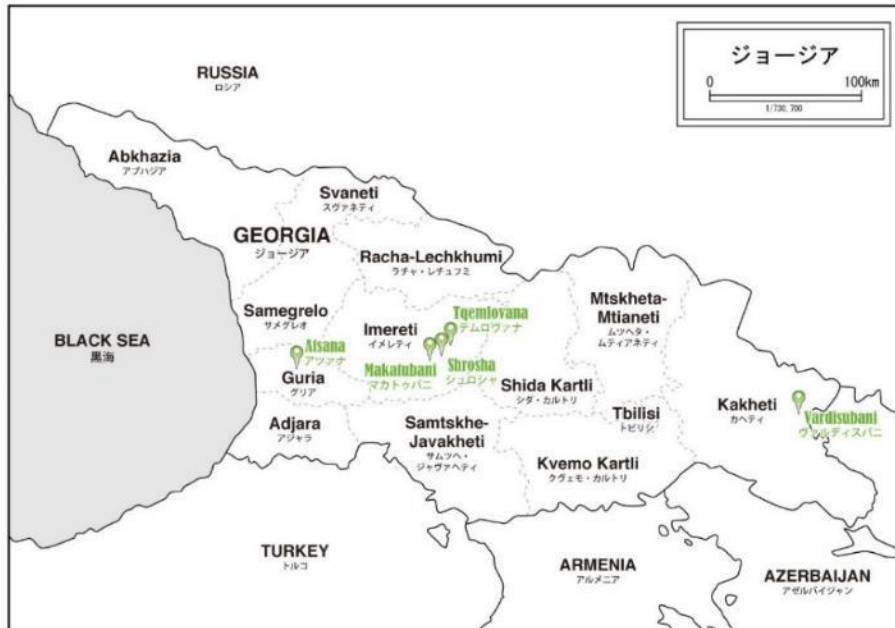 ジョージア
0 100km
1/730,700
RUSSIA
ロシア
Abkhazia
アブハジア
Svaneti
スヴァネティ
GEORGIA
ジョージア
Racha-Lechkhumi
ラチャ・レチュフミ
Mtskheta-
Mtianeti
ムツヘタ・
ムティアネティ
Samegrelo
サメグレオ
Imereti
イメレティ
Tqemlovana
テムロヴァナ
BLACK SEA
黒海
Atsana
アツァナ
Makatubani
マカトゥバニ
Shrosha
シュロシャ
Guria
グリア
Shida Kartli
シダ・カルトリ
Kakheti
カヘティ
Vardisubani
ヴァルディスバニ
Adjara
アジャラ
Samtskhe-
Javakheti
サムツヘ・
ジャヴァヘティ
Tbilisi
トビリシ
Kvemo Kartli
クヴェモ・カルトリ
TURKEY
トルコ
ARMENIA
アルメニア
AZERBAIJAN
アゼルバイジャン